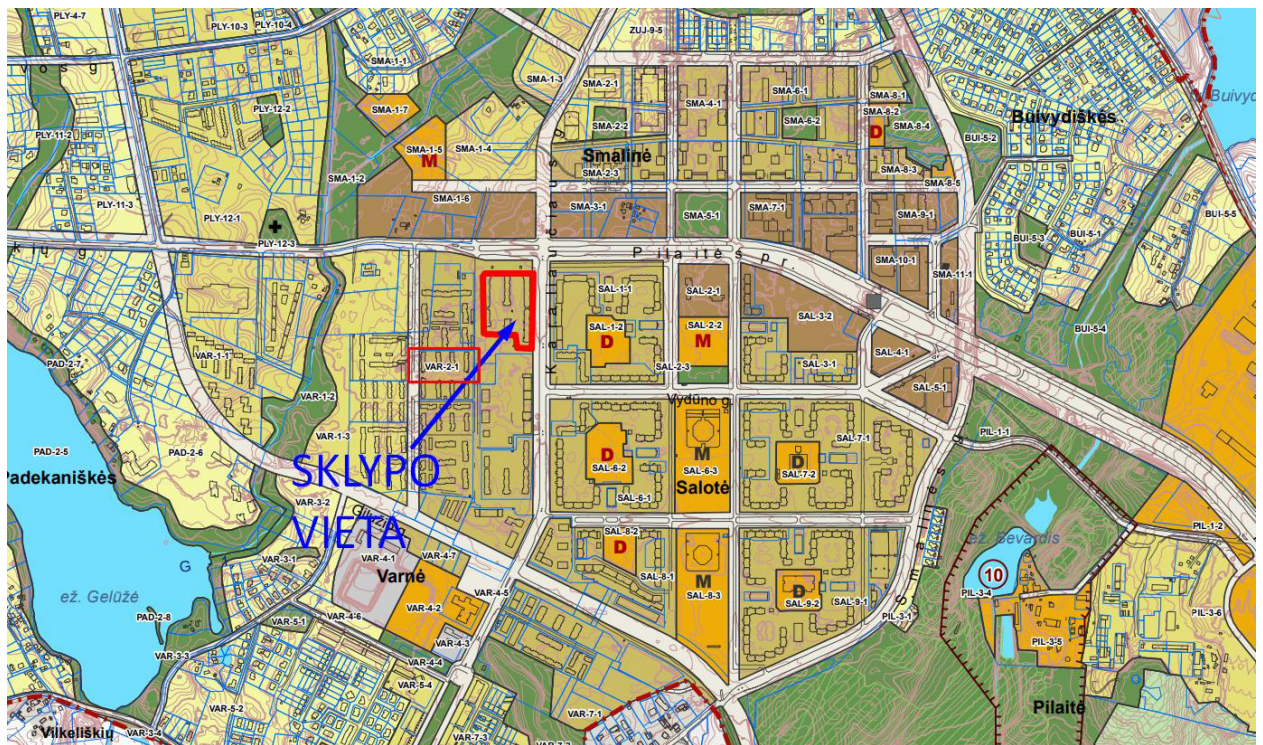 PLY-4-7
PLY-10-3
PLY-10-4
ZUJ-9-5
v o s g .
SMA-1-1
SMA-1-3
SMA-2-1
SMA-4-1
SMA-6-1
SMA-8-1
PLY-12-2
SMA-1-7
SMA-8-2
D
SMA-8-4
Buivydiškės
PLY-11-2
SMA-2-2
SMA-6-2
BUI-5-2
SMA-1-5
M
SMA-1-4
Smalinė
SMA-2-3
SMA-8-3
SMA-8-5
SMA-1-2
PLY-11-3
SMA-1-6
SMA-3-1
SMA-5-1
SMA-7-1
SMA-9-1
BUI-5-5
PLY-12-1
BUI-5-3
BUI-5-1
PLY-12-3
k i ų g .
P i l a i t ė s p r .
SMA-10-1
SMA-11-1
SAL-1-1
SAL-2-1
SAL-3-2
BUI-5-4
SAL-1-2
D
SAL-2-2
M
VAR-1-1
PAD-2-7
VAR-2-1
SAL-2-3
SAL-3-1
SAL-4-1
SAL-5-1
VAR-1-2
Vydūno g.
VAR-1-3
PIL-1-1
SAL-7-1
PAD-2-5
PAD-2-6
SKLYPO
VIETA
D
SAL-6-2
M
SAL-6-3
D
SAL-7-2
Padekaniškės
Salotė
VAR-3-2
SAL-6-1
PIL-1-2
VAR-4-1
VAR-4-7
SAL-8-2
D
ež. Sevardis
VAR-3-1
G
Varnė
SAL-8-1
M
10
ež. Gelūžė
VAR-4-5
SAL-8-3
D
SAL-9-2
SAL-9-1
PIL-3-4
VAR-4-2
PAD-2-8
VAR-4-6
VAR-5-1
PIL-3-1
PIL-3-6
VAR-4-3
PIL-3-5
VAR-3-3
VAR-4-4
VAR-5-4
Pilaitė
VAR-5-2
VAR-7-1
Vilkeliškių
VAR-3-4
VAR-7-3